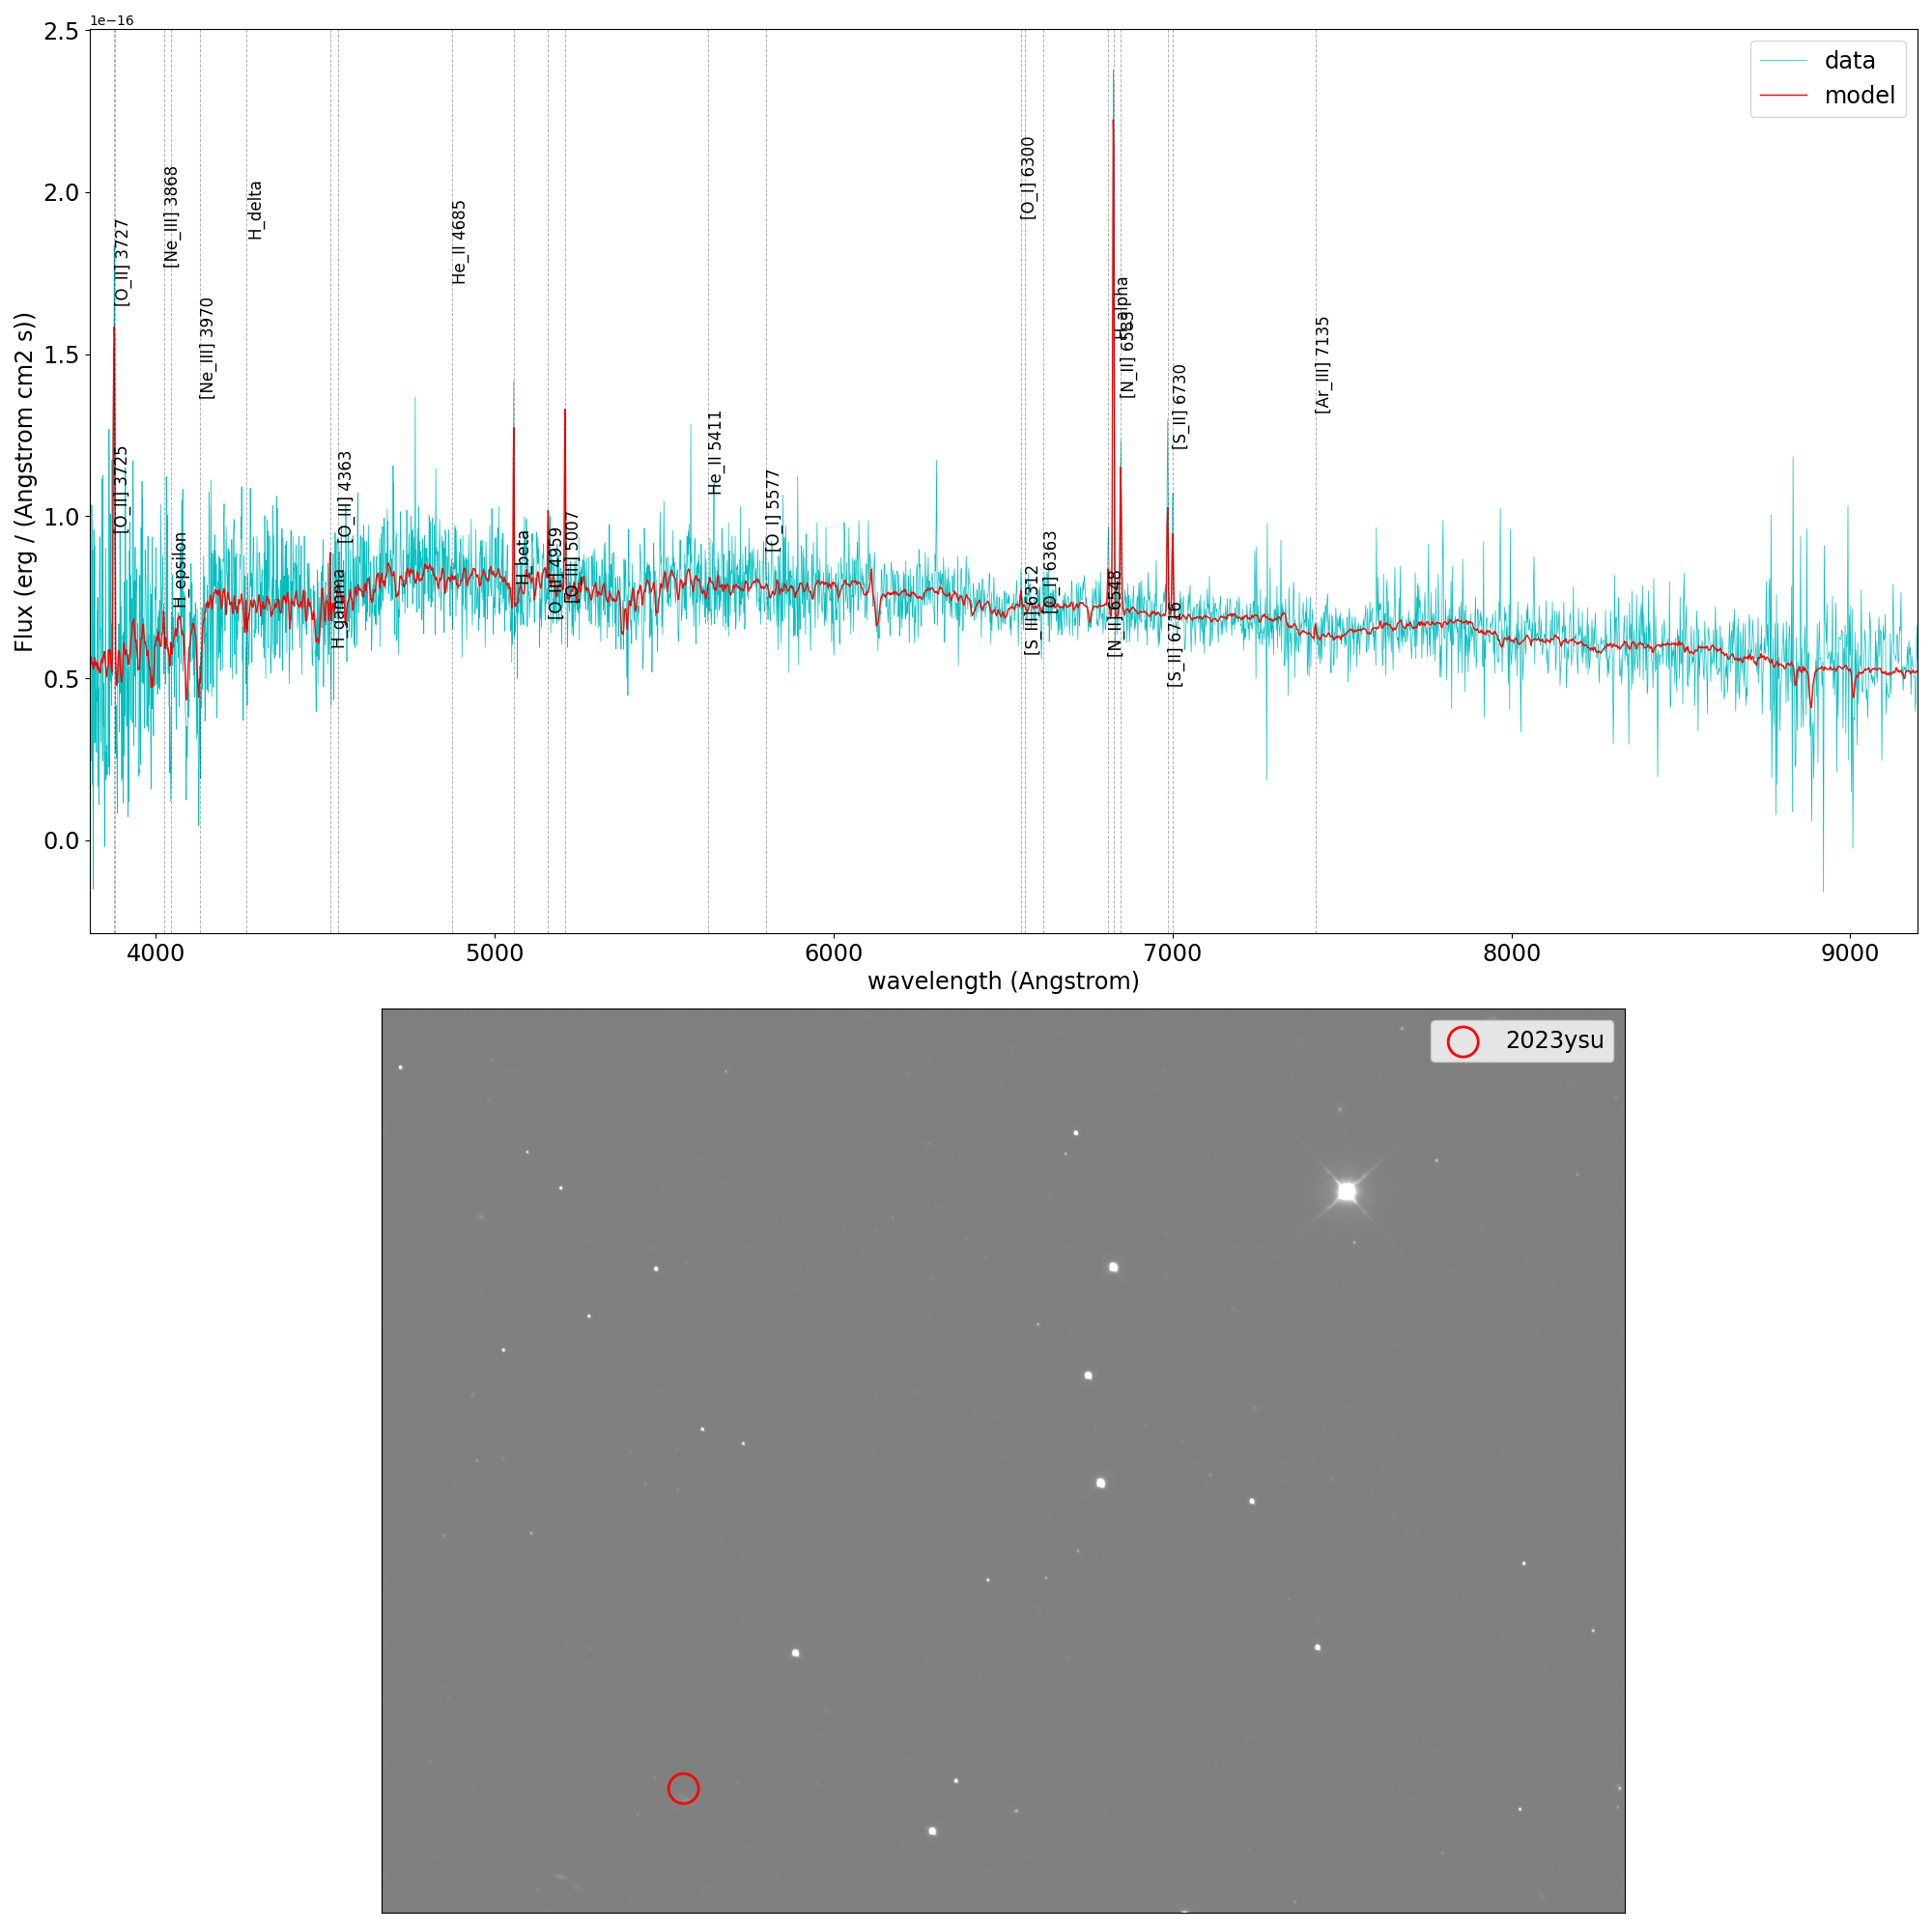 1e−16
2.5
2.0
1.5
1.0
0.5
0.0
Flux (erg / (Angstrom cm2 s))
data
model
[O_II] 3727
[O_II] 3725
[Ne_III] 3868
H_epsilon
[Ne_III] 3970
H_delta
H_gamma
[O_III] 4363
He_II 4685
H_beta
[O_III] 4959
[O_III] 5007
He_II 5411
[O_I] 5577
[O_I] 6300
[S_III] 6312
[O_I] 6363
[N_II] 6548
H_alpha
[N_II] 6583
[S_II] 6716
[S_II] 6730
[Ar_III] 7135
4000
5000
6000
7000
8000
9000
wavelength (Angstrom)
2023ysu